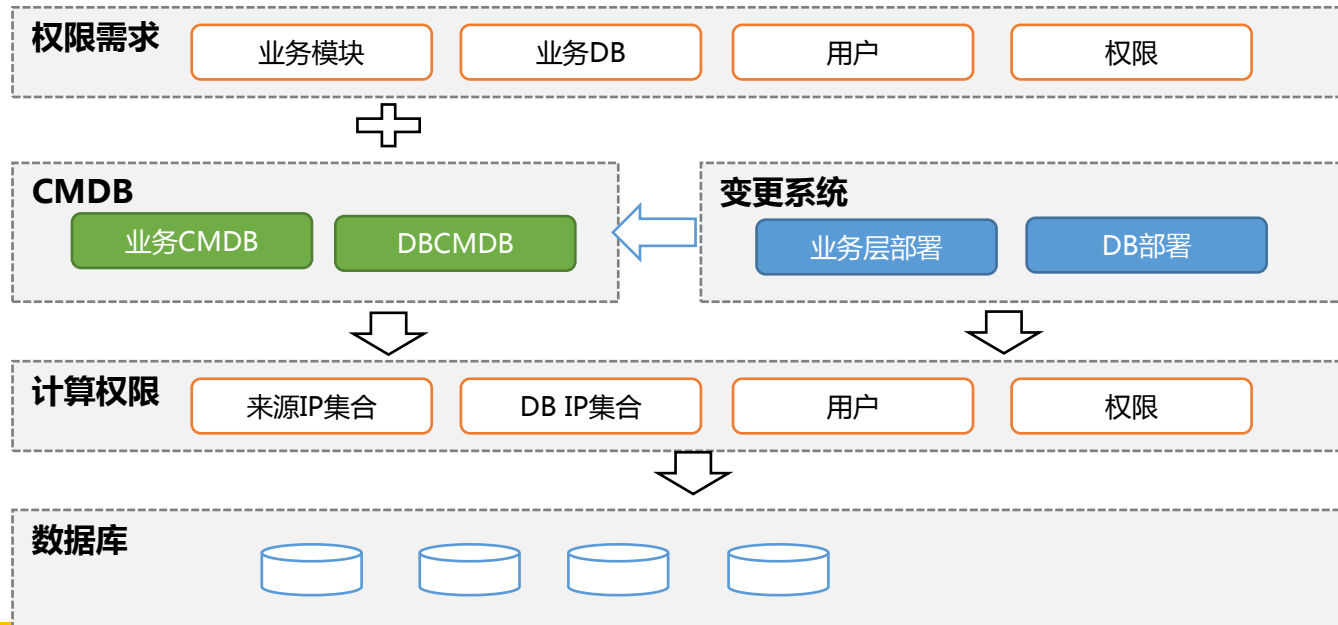 权限需求
业务模块
业务DB
用户
权限
CMDB
业务CMDB
DBCMDB
变更系统
业务层部署
DB部署
计算权限
来源IP集合
DB IP集合
用户
权限
数据库